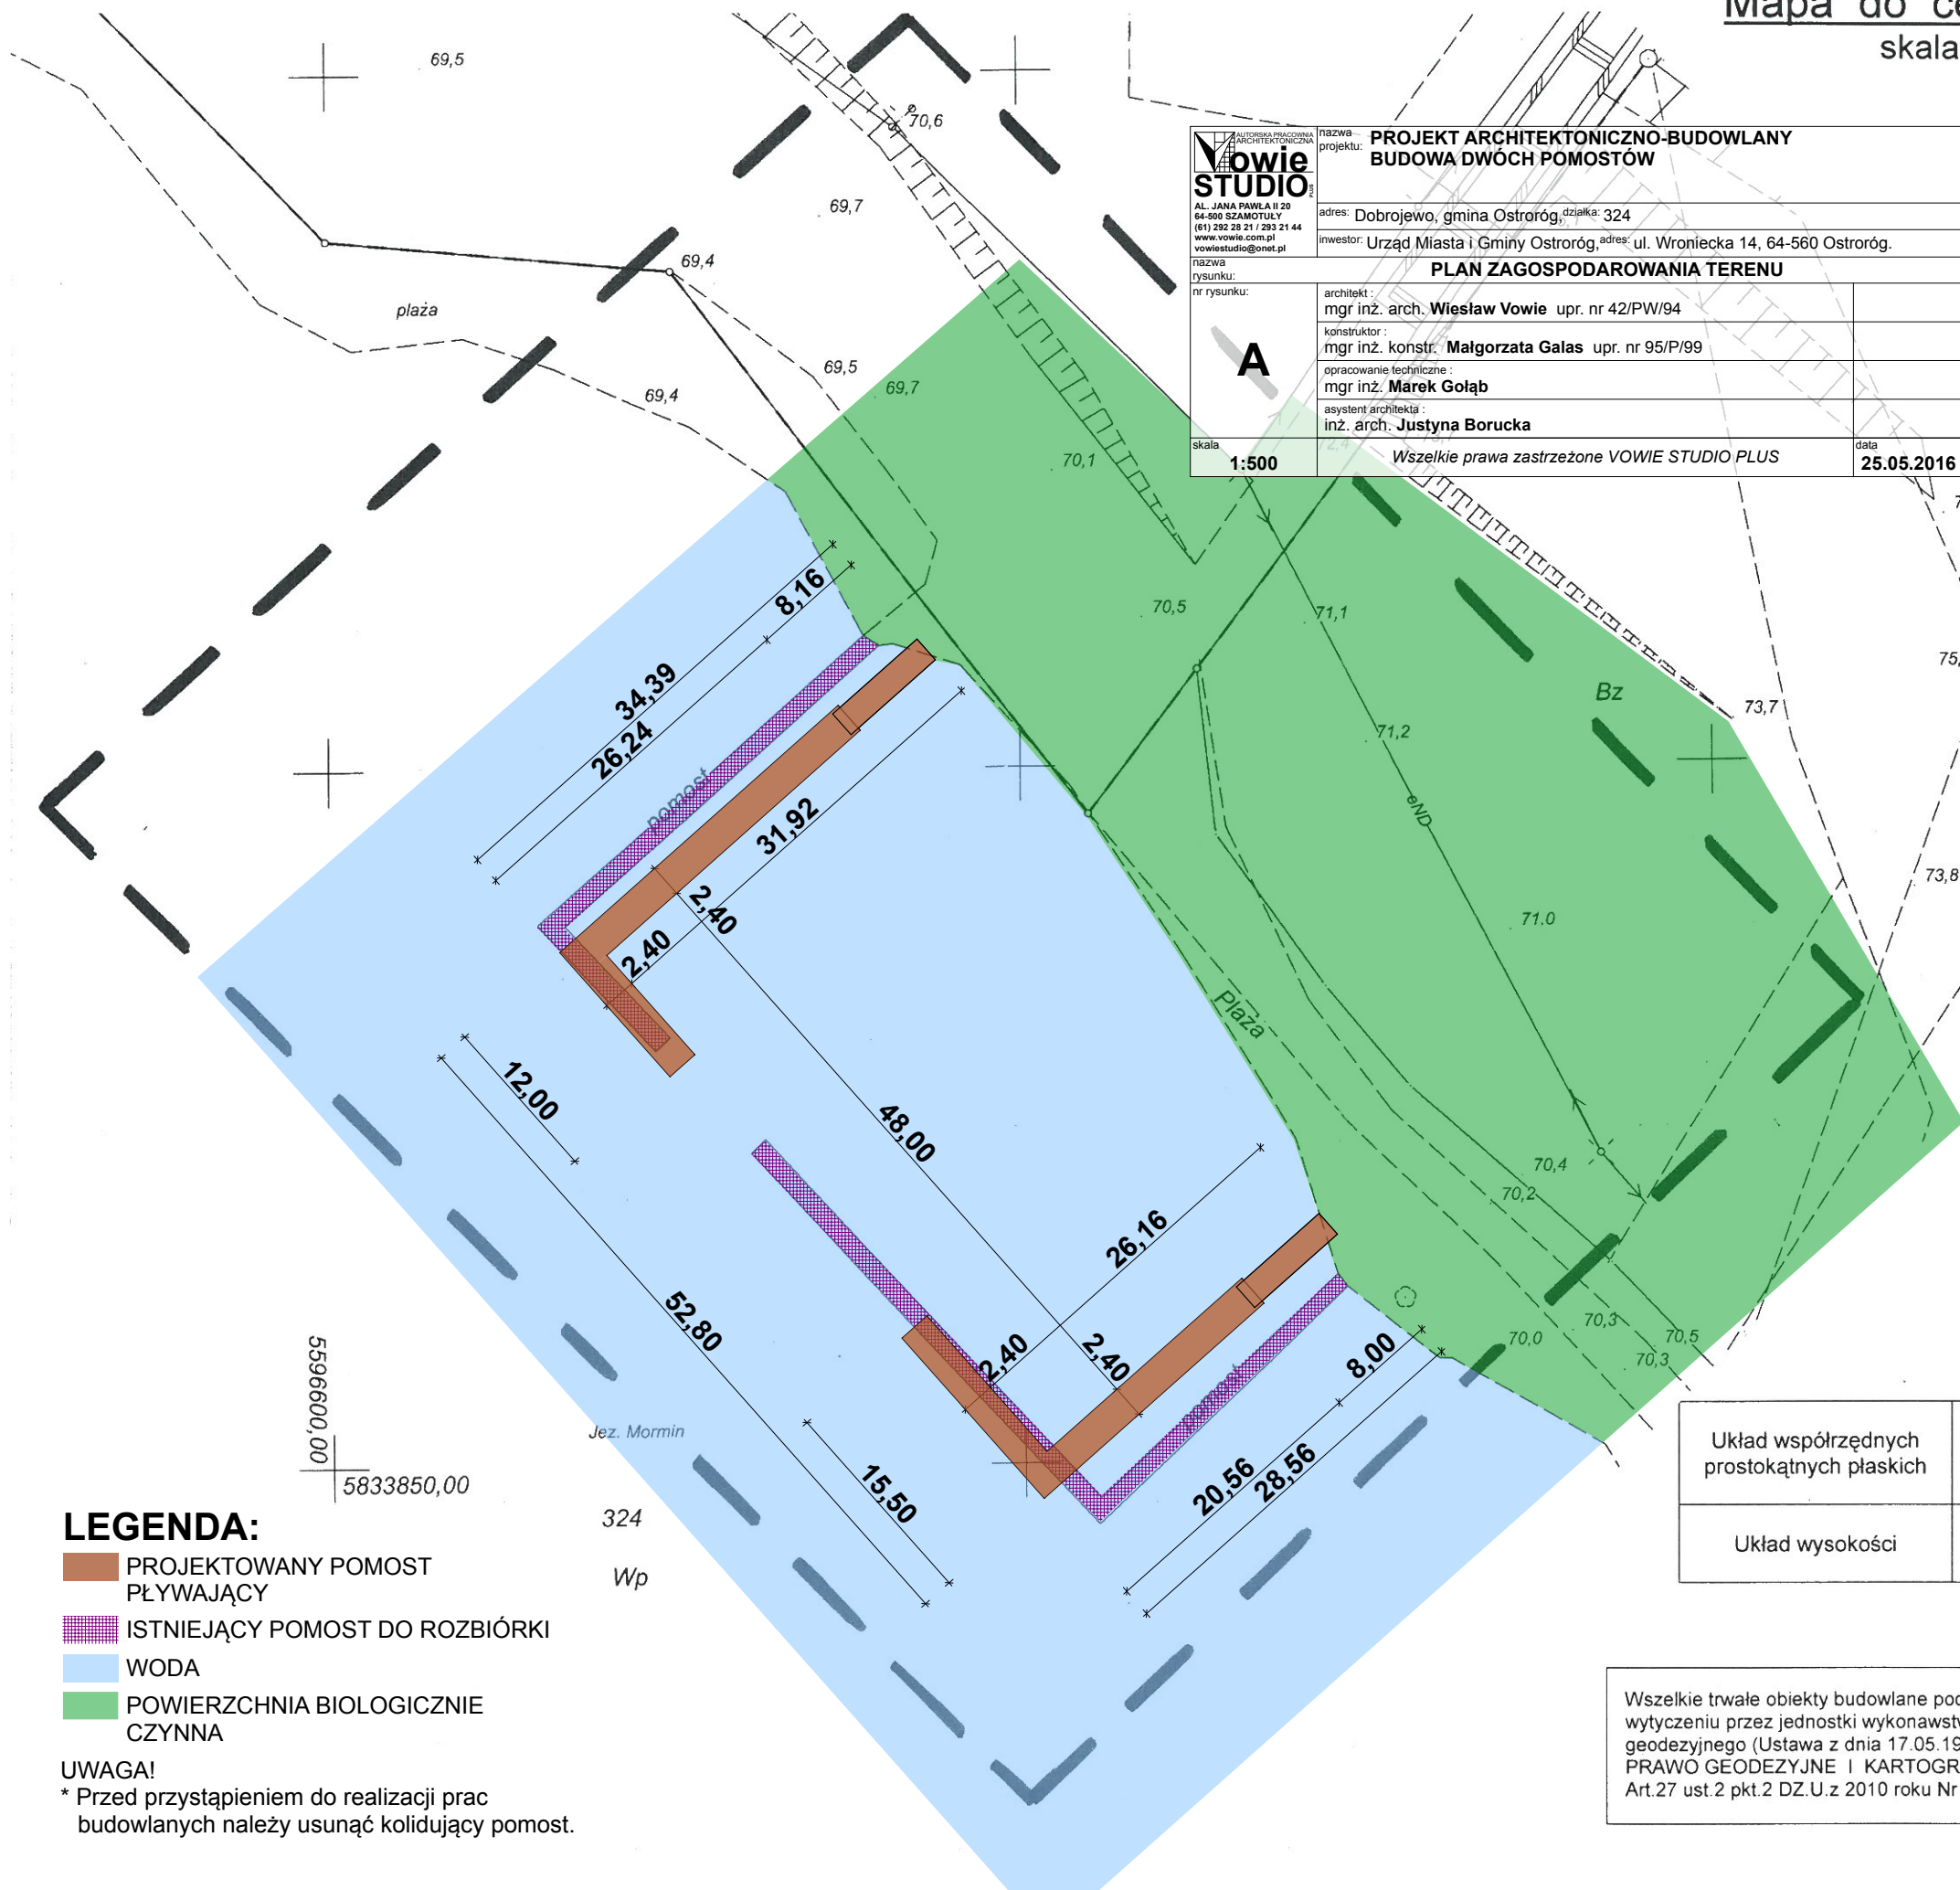 Mapa do ce
skala
69,5
70,6
69,7
69,4
plaża
69,5
69,4
69,7
70,1
AUTORSKA PRACOWNIA
ARCHITEKTONICZNA
Vowie
STUDIO
PLUS
AL. JANA PAWŁA II 20
64-500 SZAMOTUŁY
(61) 292 28 21 / 293 21 44
www.vowie.com.pl
vowiestudio@onet.pl
nazwa projektu: PROJEKT ARCHITEKTONICZNO-BUDOWLANY
BUDOWA DWÓCH POMOSTÓW
adres: Dobrojewo, gmina Ostroróg, działka: 324
inwestor: Urząd Miasta i Gminy Ostroróg, adres: ul. Wroniecka 14, 64-560 Ostroróg.
nazwa rysunku: PLAN ZAGOSPODAROWANIA TERENU
nr rysunku:
A
architekt :
mgr inż. arch. Wiesław Vowie upr. nr 42/PW/94
konstruktor :
mgr inż. konstr. Małgorzata Galas upr. nr 95/P/99
opracowanie techniczne :
mgr inż. Marek Gołąb
asystent architekta :
inż. arch. Justyna Borucka
skala
1:500
Wszelkie prawa zastrzeżone VOWIE STUDIO PLUS
data
25.05.2016
8,16
34,39
26,24
pomost
31,92
2,40
2,40
70,5
71,1
71,2
Bz
73,7
75,
eND
73,8
71,0
Plaża
12,00
48,00
52,80
26,16
2,40
2,40
70,4
70,2
70,3
70,0
70,5
70,3
8,00
pomost
20,56
28,56
15,50
Jez. Mormin
324
Wp
5596600,00
5833850,00
Układ współrzędnych
prostokątnych płaskich
Układ wysokości
LEGENDA:
PROJEKTOWANY POMOST
PŁYWAJĄCY
ISTNIEJĄCY POMOST DO ROZBIÓRKI
WODA
POWIERZCHNIA BIOLOGICZNIE
CZYNNA
UWAGA!
* Przed przystąpieniem do realizacji prac
budowlanych należy usunąć kolidujący pomost.
Wszelkie trwałe obiekty budowlane pod
wytyczeniu przez jednostki wykonawstw
geodezyjnego (Ustawa z dnia 17.05.19
PRAWO GEODEZYJNE I KARTOGR
Art.27 ust.2 pkt.2 DZ.U.z 2010 roku Nr